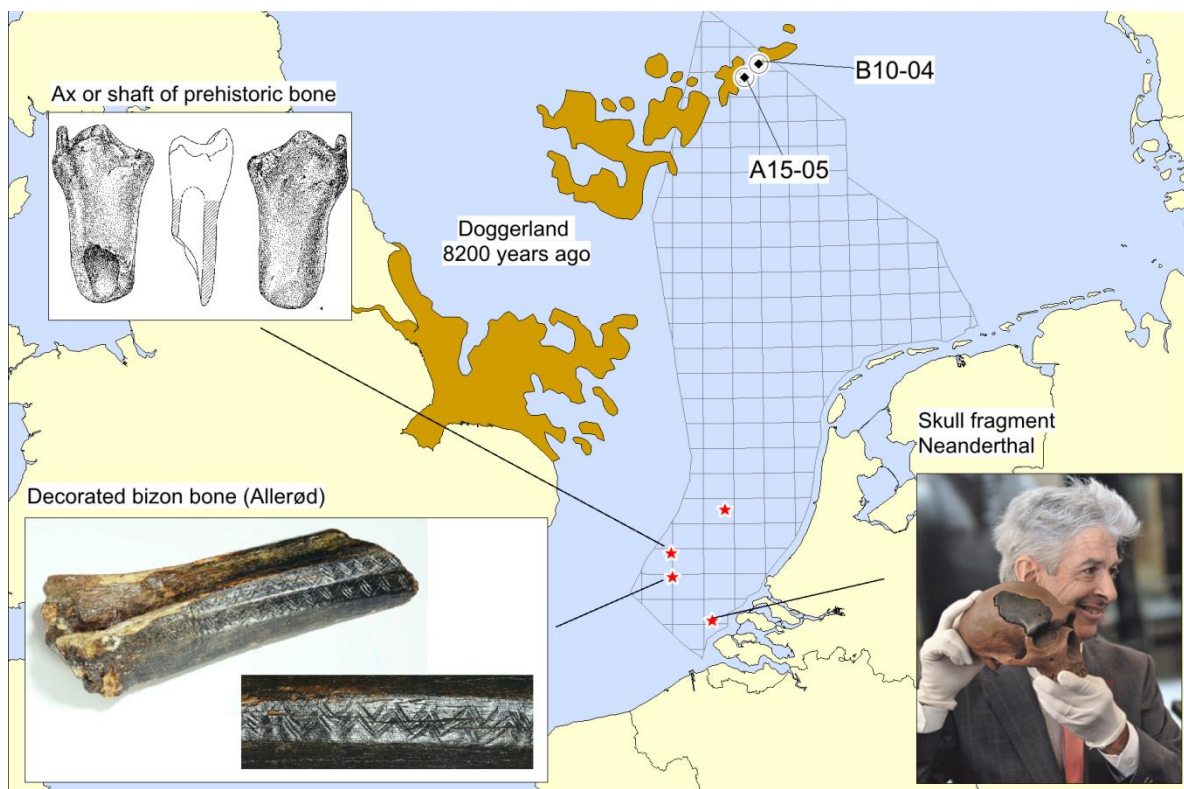 B10-04
Ax or shaft of prehistoric bone
A15-05
Doggerland
8200 years ago
4
Skull fragment
Neanderthal
Decorated bizon bone (Allerød)